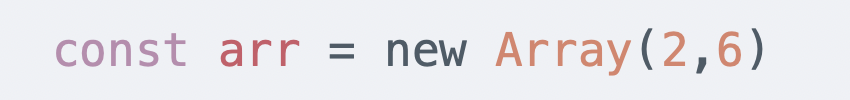 const arr = new Array(2,6)